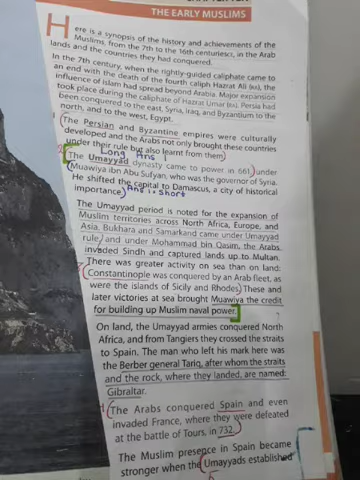 THE EARLY MUSLIMS
Here is a synopsis of the history and achievements of the
Muslims, from the 7th to the 16th centuriesCE, in the Arab
lands and the countries they had conquered.
In the 7th century, when the rightly-guided caliphate came to
an end with the death of the fourth caliph Hazrat Ali (RA), the
influence of islam had spread beyond Arabia. Major expansion
took place during the caliphate of Hazrat Umar (RA). Persia had
been conquered to the east, Syria, Iraq, and Byzantium to the
north, and to the west, Egypt.
(The Persian and Byzantine empires were culturally
developed and the Arabs not only brought these countries
under their rule but also learnt from them)
Long Ans 1
The Umayyad dynasty came to power in 661, under
Muawiya ibn Abu Sufyan, who was the governor of Syria.
He shifted the capital to Damascus, a city of historical
importance) Ans 1. short
The Umayyad period is noted for the expansion of
Muslim territories across North Africa, Europe, and
Asia. Bukhara and Samarkand came under Umayyad
rule) and under Mohammad bin Qasim, the Arabs
invaded Sindh and captured lands up to Multan.
There was greater activity on sea than on land:
(Constantinople was conquered by an Arab fleet, as
were the islands of Sicily and Rhodes) These and
later victories at sea brought Muawiya the credit
for building up Muslim naval power.]
On land, the Umayyad armies conquered North
Africa, and from Tangiers they crossed the straits
to Spain. The man who left his mark here was
the Berber general Tariq, after whom the straits
and the rock, where they landed, are named:
Gibraltar.
(The Arabs conquered Spain and even
invaded France, where they were defeated
at the battle of Tours, in 732.)
The Muslim presence in Spain became
stronger when the (Umayyads established
5